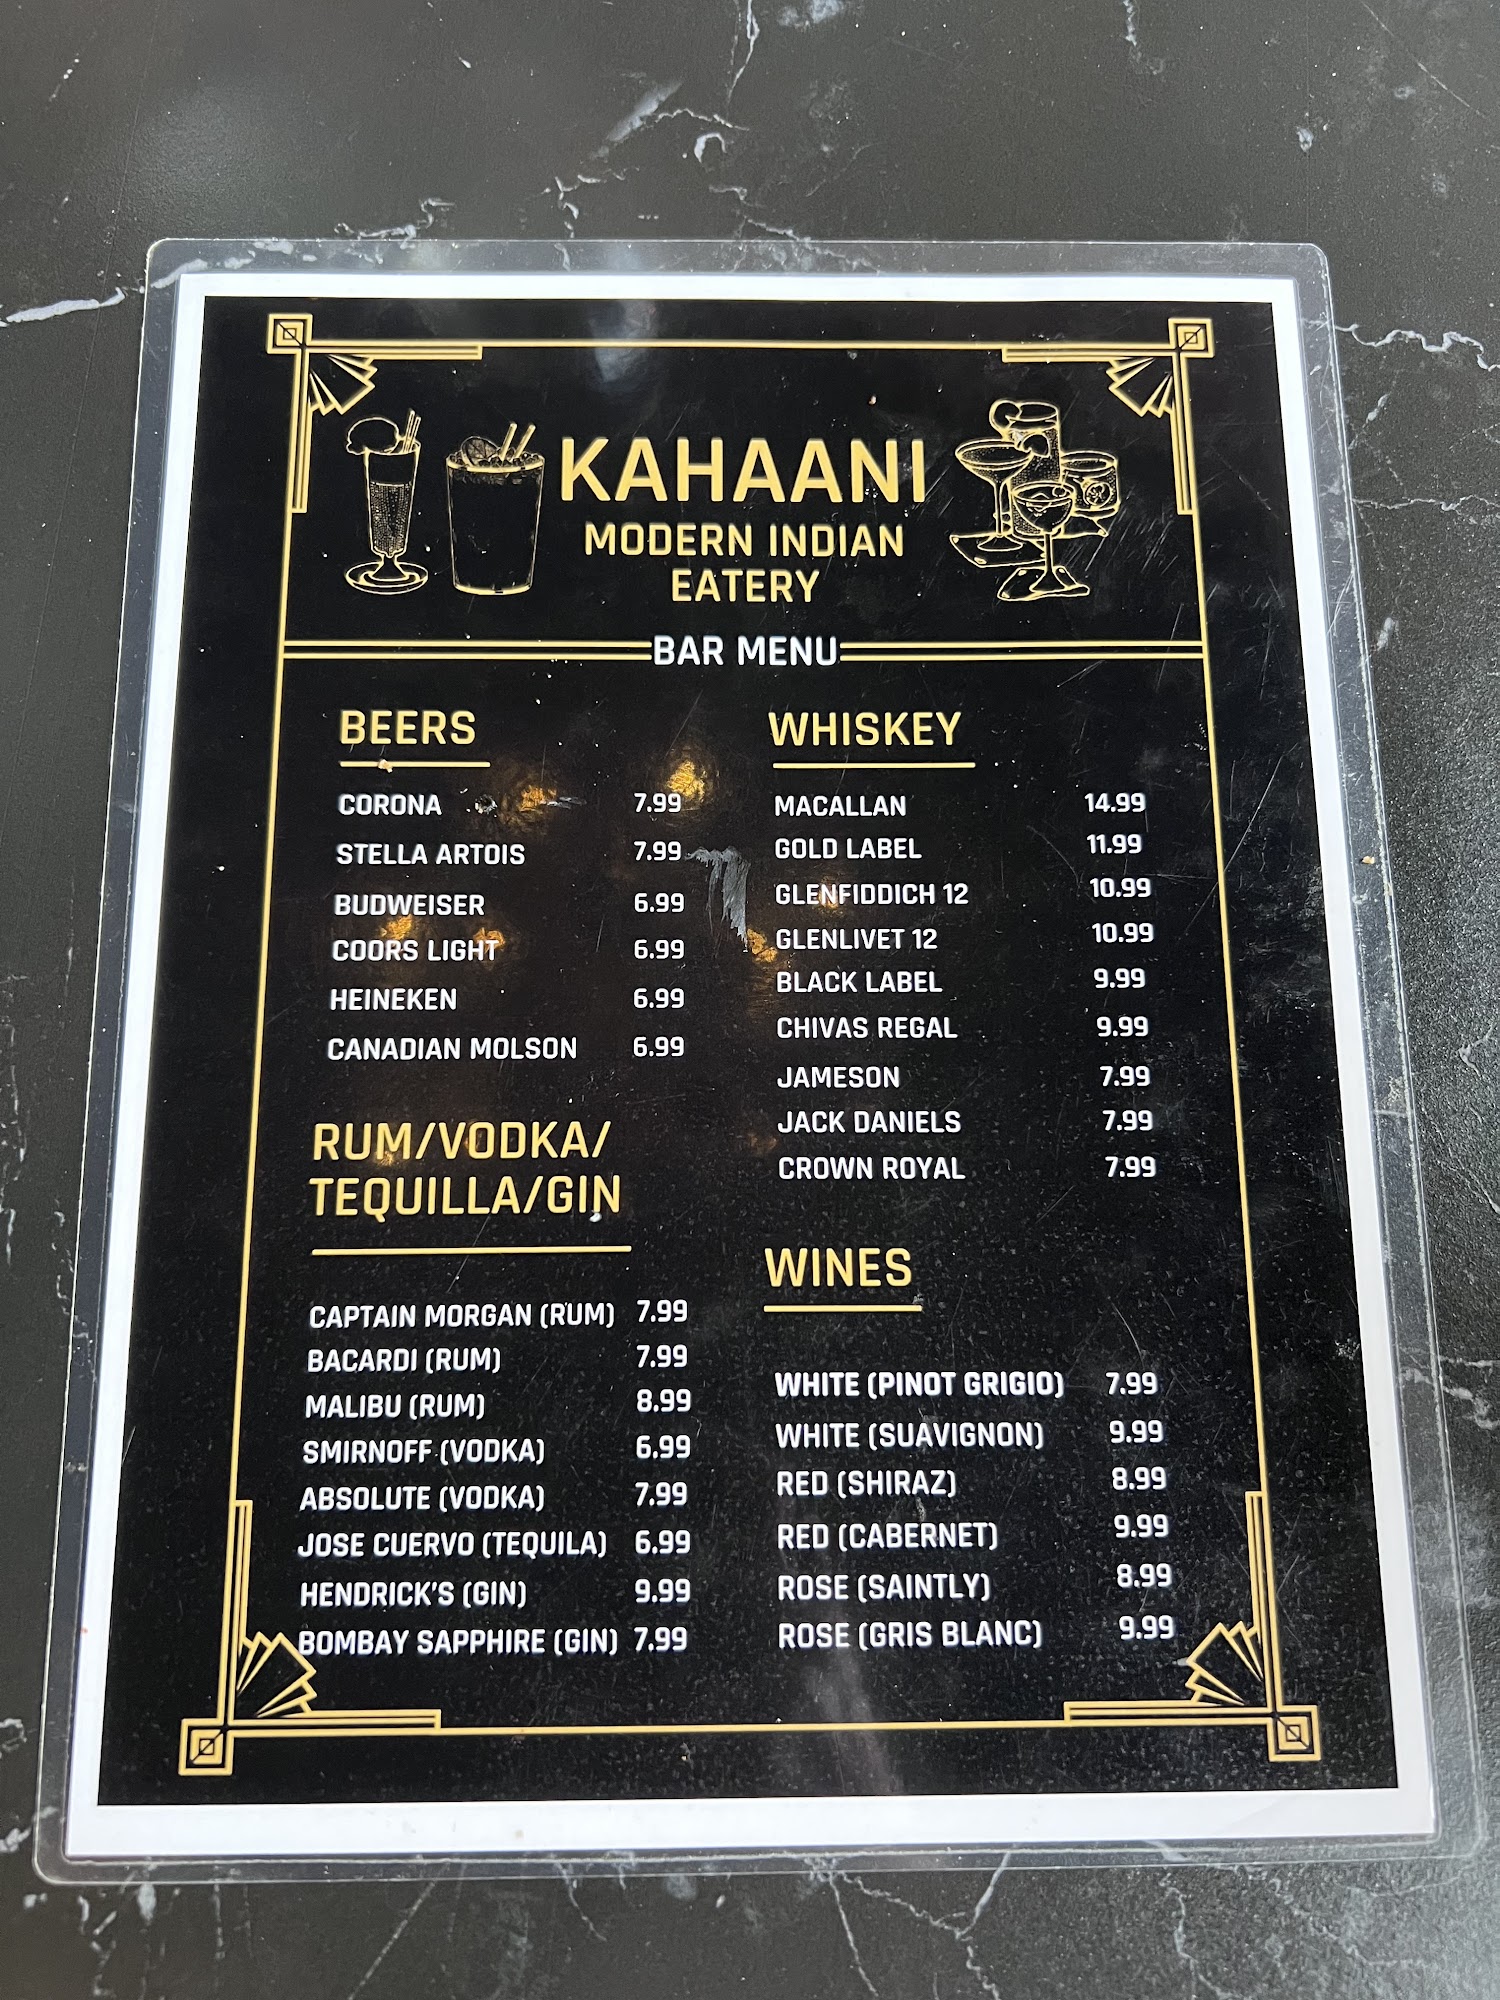 KAHAANI
MODERN INDIAN
EATERY
BAR MENU
BEERS
CORONA 7.99
STELLA ARTOIS 7.99
BUDWEISER 6.99
COORS LIGHT 6.99
HEINEKEN 6.99
CANADIAN MOLSON 6.99
RUM/VODKA/
TEQUILLA/GIN
CAPTAIN MORGAN (RUM) 7.99
BACARDI (RUM) 7.99
MALIBU (RUM) 8.99
SMIRNOFF (VODKA) 6.99
ABSOLUTE (VODKA) 7.99
JOSE CUERVO (TEQUILA) 6.99
HENDRICK'S (GIN) 9.99
BOMBAY SAPPHIRE (GIN) 7.99
WHISKEY
MACALLAN 14.99
GOLD LABEL 11.99
GLENFIDDICH 12 10.99
GLENLIVET 12 10.99
BLACK LABEL 9.99
CHIVAS REGAL 9.99
JAMESON 7.99
JACK DANIELS 7.99
CROWN ROYAL 7.99
WINES
WHITE (PINOT GRIGIO) 7.99
WHITE (SUAVIGNON) 9.99
RED (SHIRAZ) 8.99
RED (CABERNET) 9.99
ROSE (SAINTLY) 8.99
ROSE (GRIS BLANC) 9.99